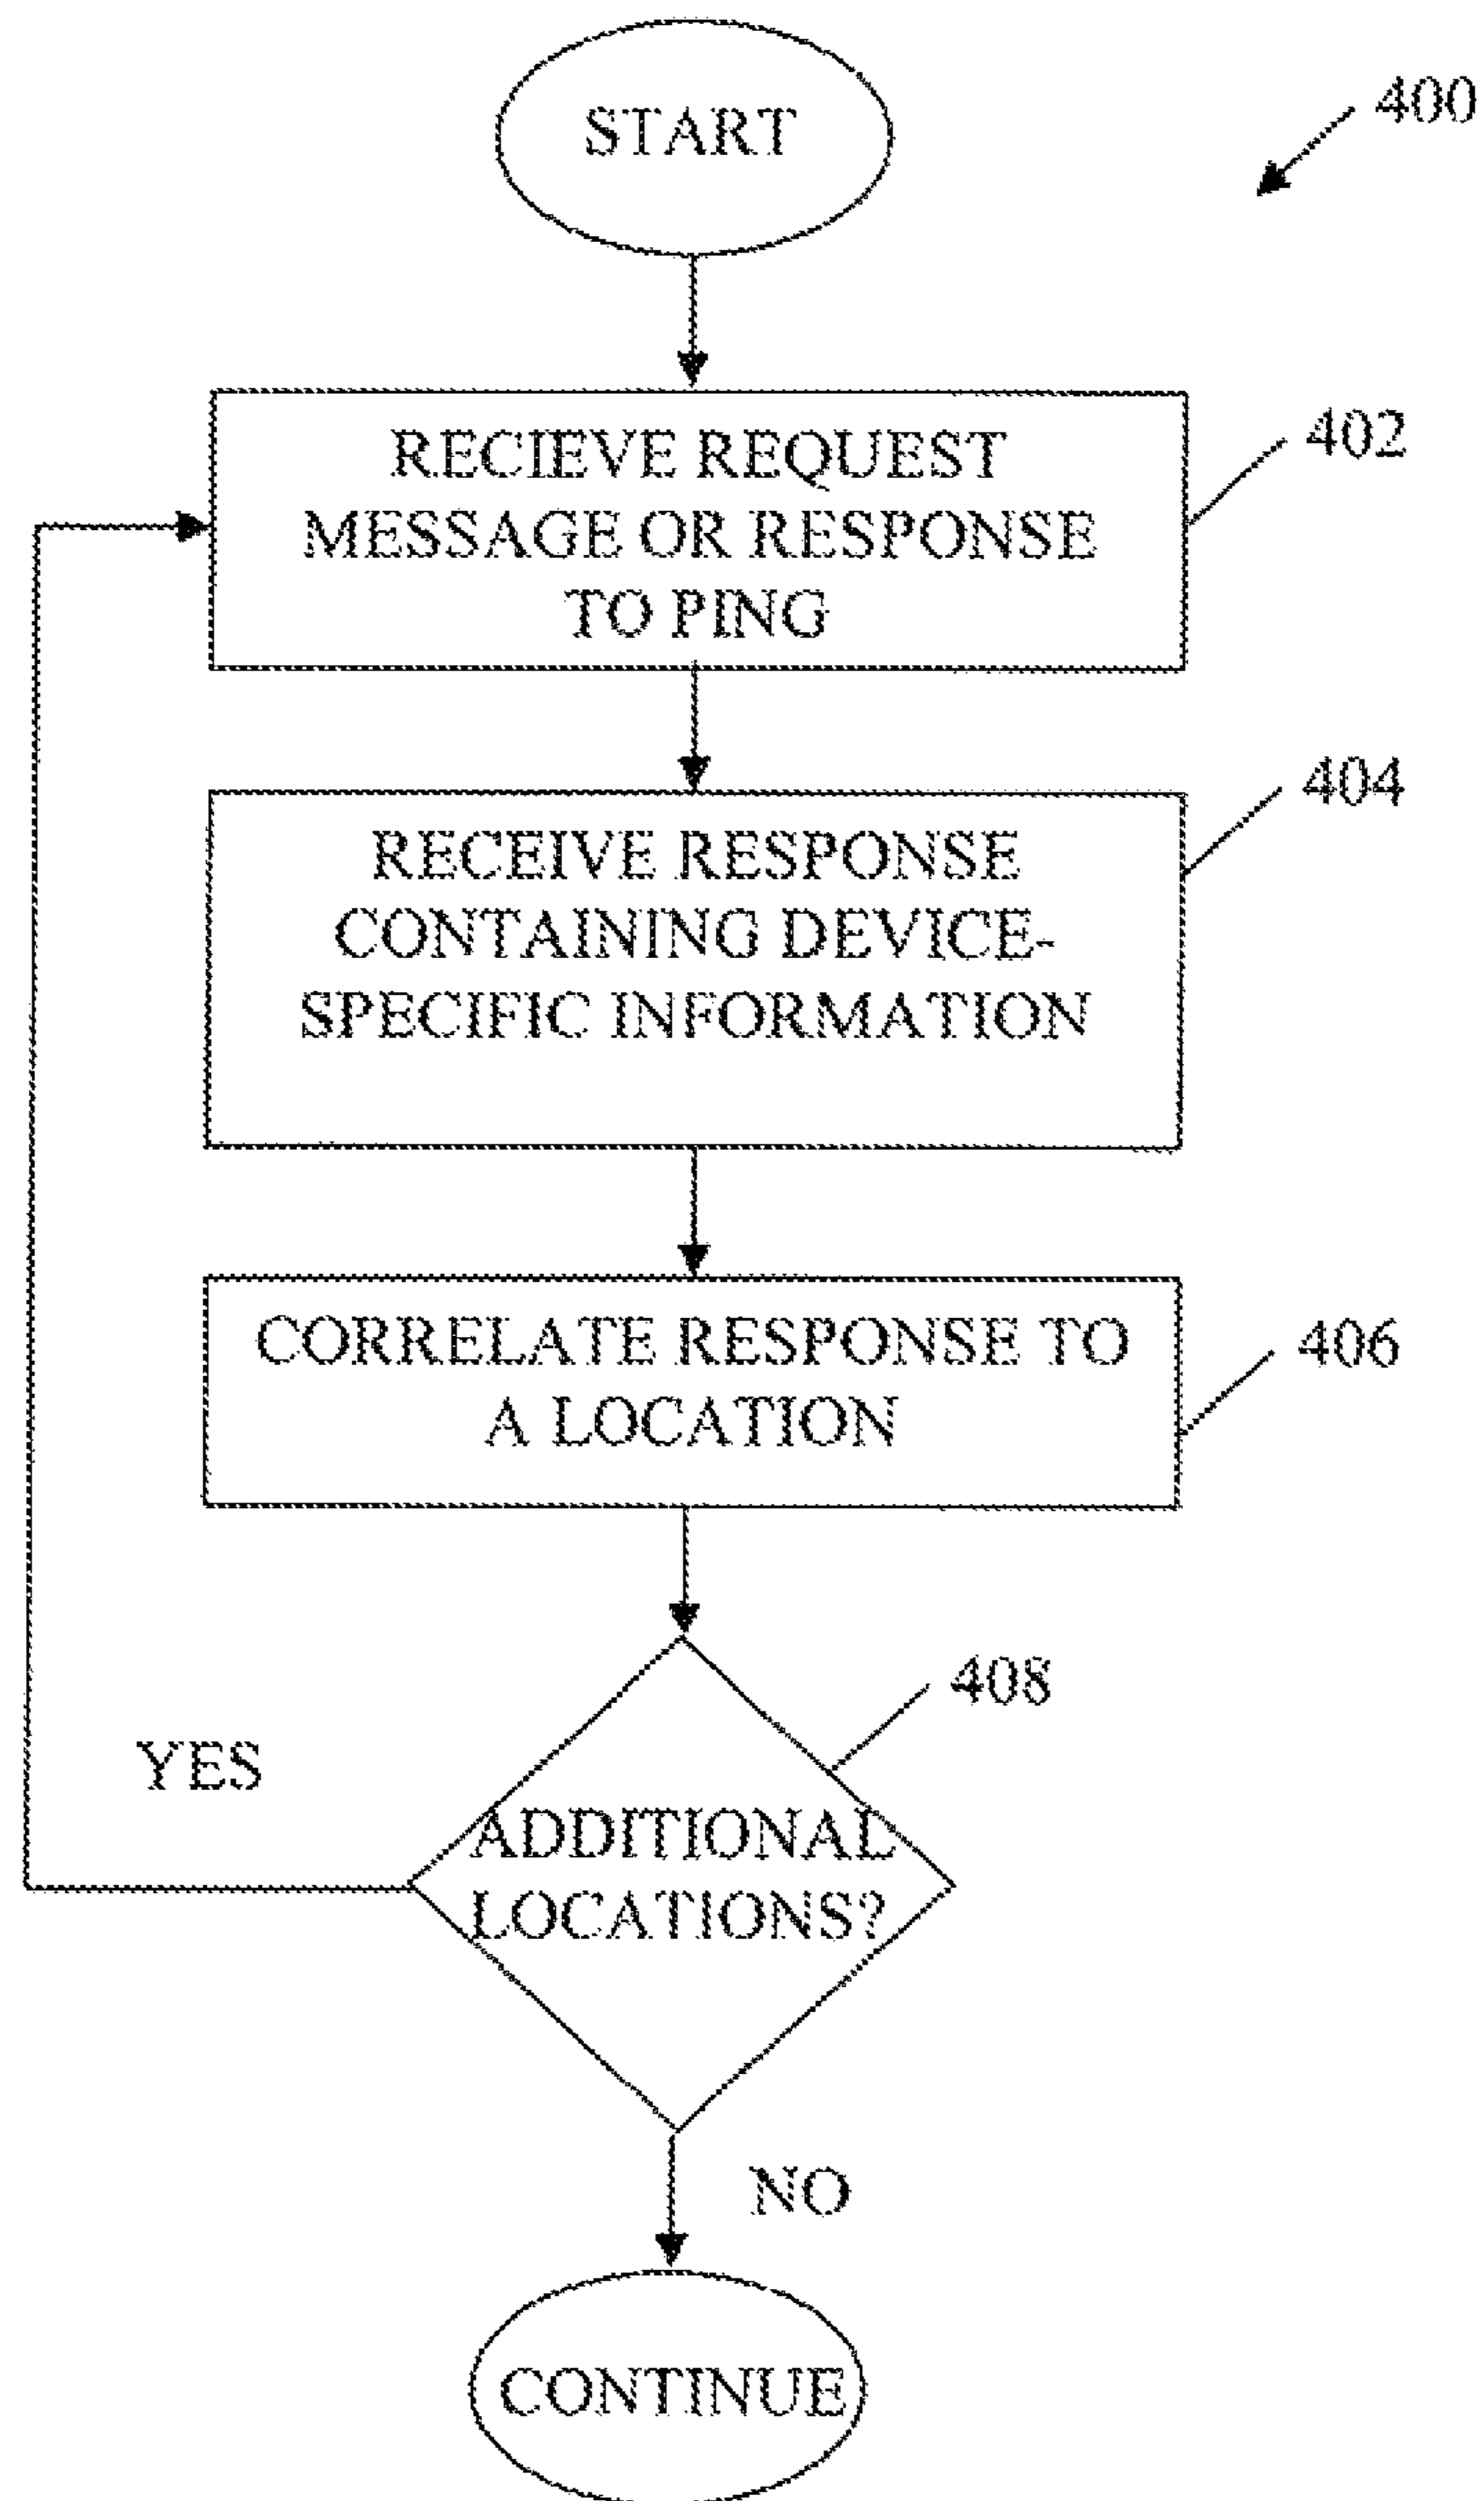 START
400
RECIEVE REQUEST
MESSAGE OR RESPONSE
TO PING
402
RECEIVE RESPONSE
CONTAINING DEVICE-
SPECIFIC INFORMATION
404
CORRELATE RESPONSE TO
A LOCATION
406
408
YES
ADDITIONAL
LOCATIONS?
NO
CONTINUE